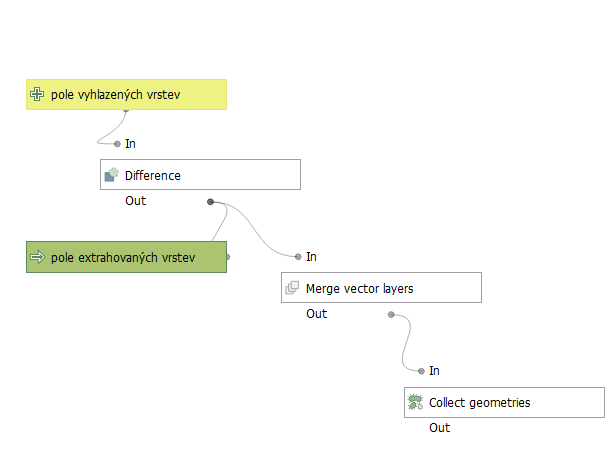 pole vyhlazených vrstev
In
Difference
Out
pole extrahovaných vrstev
In
Merge vector layers
Out
In
Collect geometries
Out